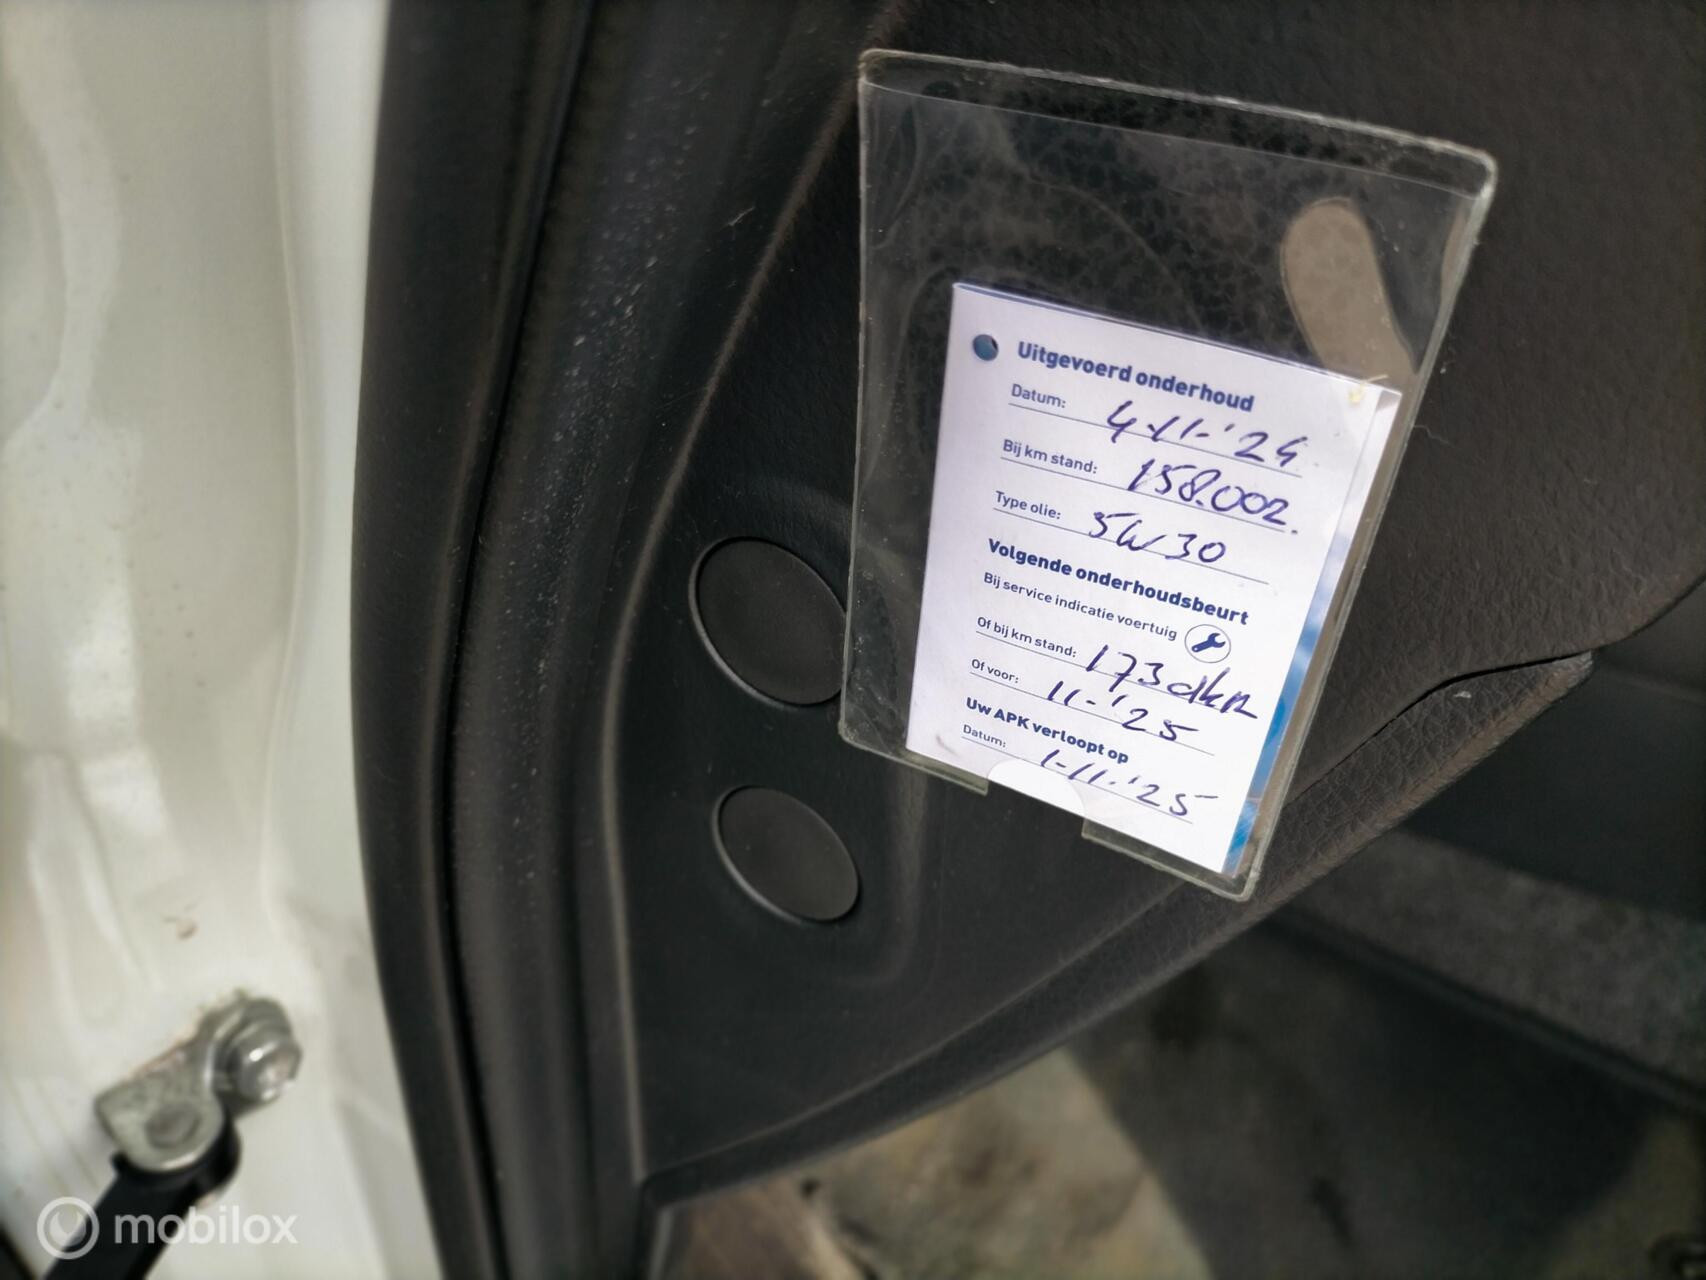 Uitgevoerd onderhoud
Datum: 4-11-'24
Bij km stand: 158.002.
Type olie: 5W30
Volgende onderhoudsbeurt
Bij service indicatie voertuig
Of bij km stand: 173dkm
Of voor: 11-'25
Uw APK verloopt op
Datum: 1-11-'25
mobilox